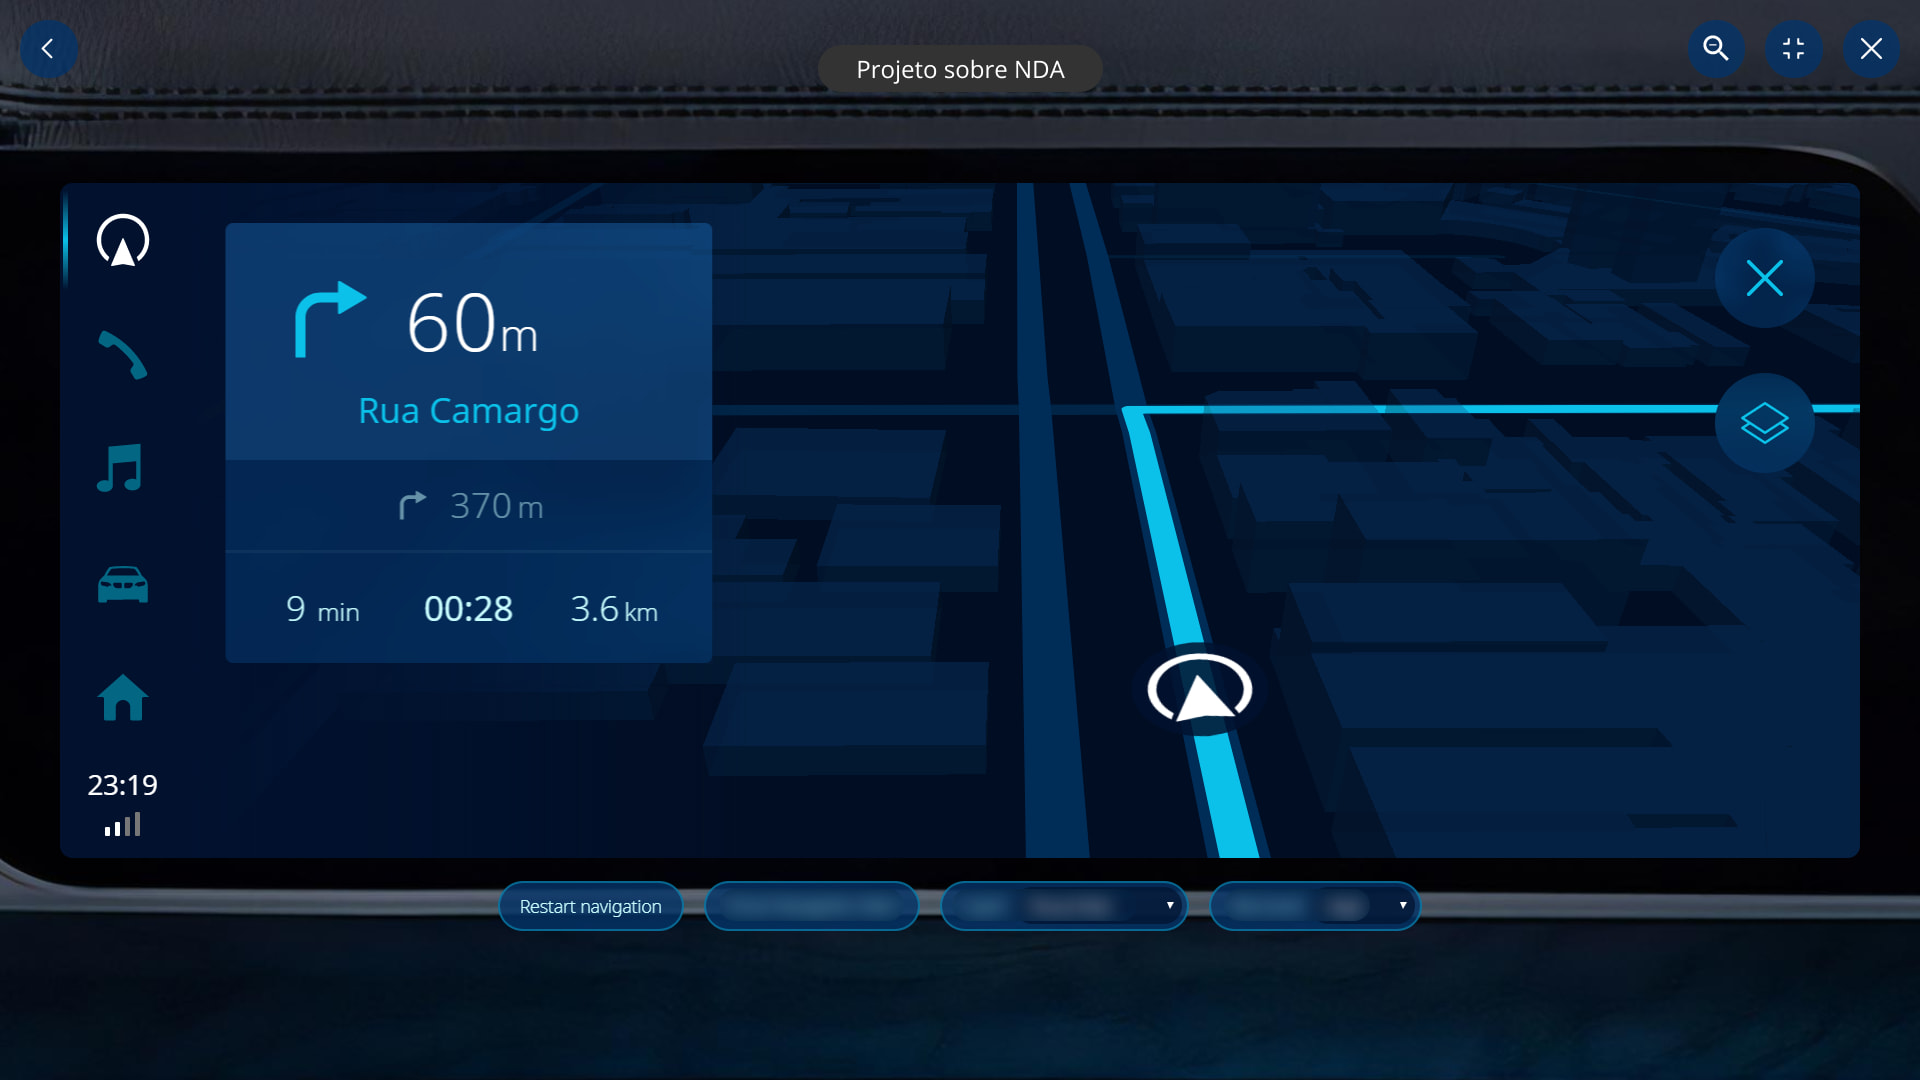 Projeto sobre NDA
60m
Rua Camargo
370 m
9 min 00:28 3.6 km
23:19
Restart navigation